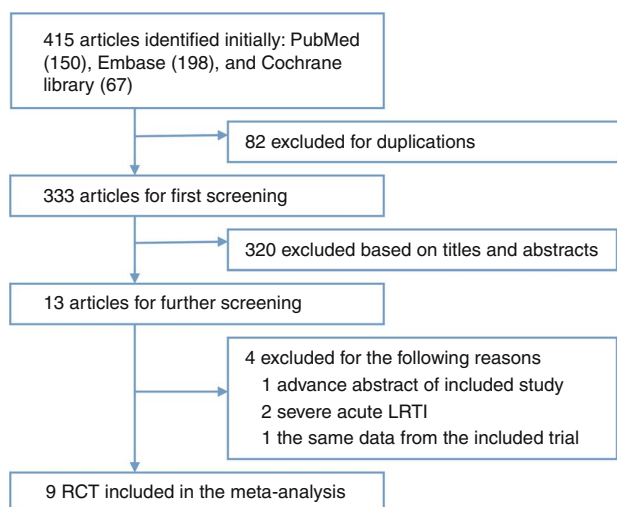 415 articles identified initially: PubMed
(150), Embase (198), and Cochrane
library (67)
82 excluded for duplications
333 articles for first screening
320 excluded based on titles and abstracts
13 articles for further screening
4 excluded for the following reasons
1 advance abstract of included study
2 severe acute LRTI
1 the same data from the included trial
9 RCT included in the meta-analysis